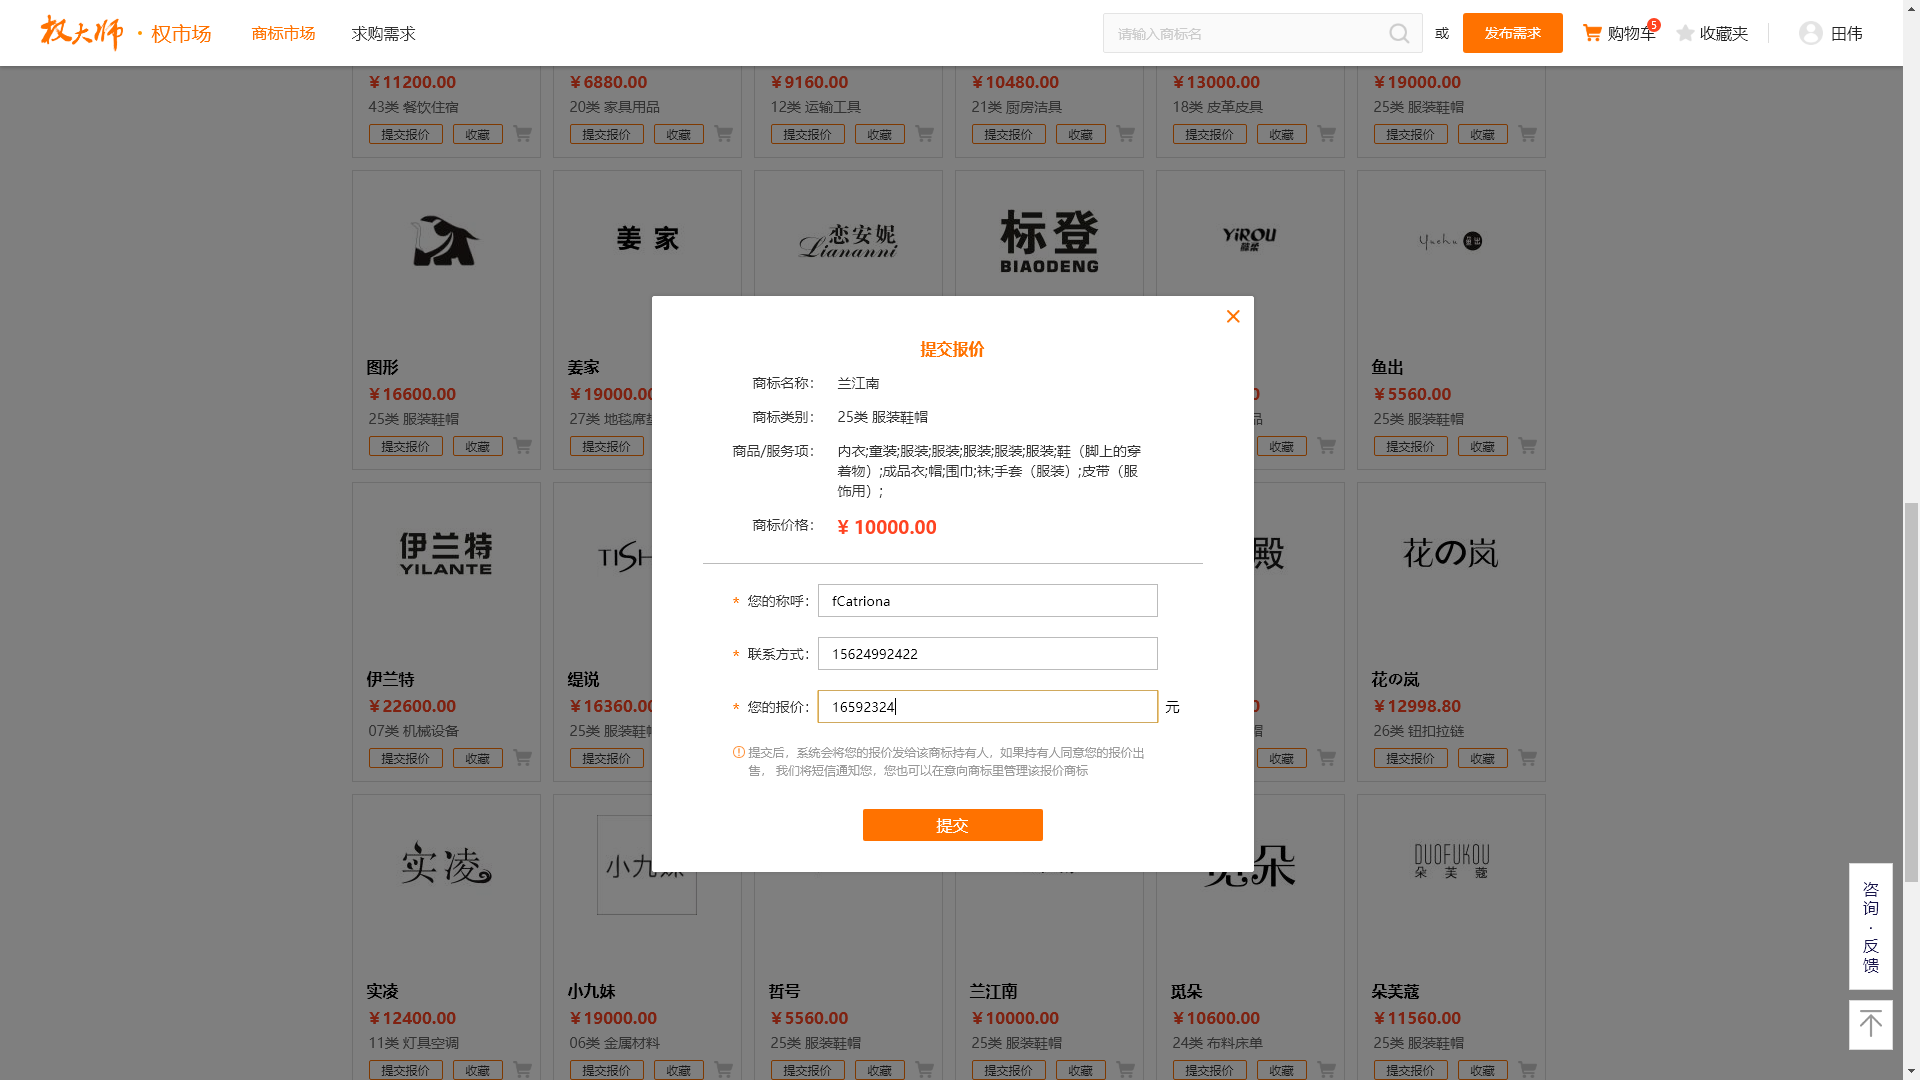 权大师 · 权市场 商标市场 求购需求 请输入商标名 或 发布需求 购物车 5 收藏夹 田伟
￥11200.00 ￥6880.00 ￥9160.00 ￥10480.00 ￥13000.00 ￥19000.00
43类 餐饮住宿 20类 家具用品 12类 运输工具 21类 厨房洁具 18类 皮革皮具 25类 服装鞋帽
提交报价 收藏 提交报价 收藏 提交报价 收藏 提交报价 收藏 提交报价 收藏 提交报价 收藏
姜家 恋安妮 Liananni 标登 BIAODENG YiROU 懿柔 Yuchu 鱼出
图形 姜家 鱼出
￥16600.00 ￥19000.00 0 ￥5560.00
25类 服装鞋帽 27类 地毯席垫 品 25类 服装鞋帽
提交报价 收藏 提交报价 收藏 提交报价 收藏
提交报价
商标名称： 兰江南
商标类别： 25类 服装鞋帽
商品/服务项： 内衣;童装;服装;服装;服装;服装;服装;鞋（脚上的穿
着物）;成品衣;帽;围巾;袜;手套（服装）;皮带（服
饰用）;
商标价格： ¥ 10000.00
* 您的称呼： fCatriona
* 联系方式： 15624992422
* 您的报价： 16592324 元
提交后，系统会将您的报价发给该商标持有人，如果持有人同意您的报价出
售， 我们将短信通知您，您也可以在意向商标里管理该报价商标
提交
伊兰特 YILANTE TISH 殿 花の岚
伊兰特 缇说 花の岚
￥22600.00 ￥16360.00 0 ￥12998.80
07类 机械设备 25类 服装鞋帽 帽 26类 钮扣拉链
提交报价 收藏 提交报价 收藏 提交报价 收藏
实凌 小九妹 觅朵 DUOFUKOU 朵芙蔻
实凌 小九妹 哲号 兰江南 觅朵 朵芙蔻
￥12400.00 ￥19000.00 ￥5560.00 ￥10000.00 ￥10600.00 ￥11560.00
11类 灯具空调 06类 金属材料 25类 服装鞋帽 25类 服装鞋帽 24类 布料床单 25类 服装鞋帽
提交报价 收藏 提交报价 收藏 提交报价 收藏 提交报价 收藏 提交报价 收藏 提交报价 收藏
咨
询
·
反
馈